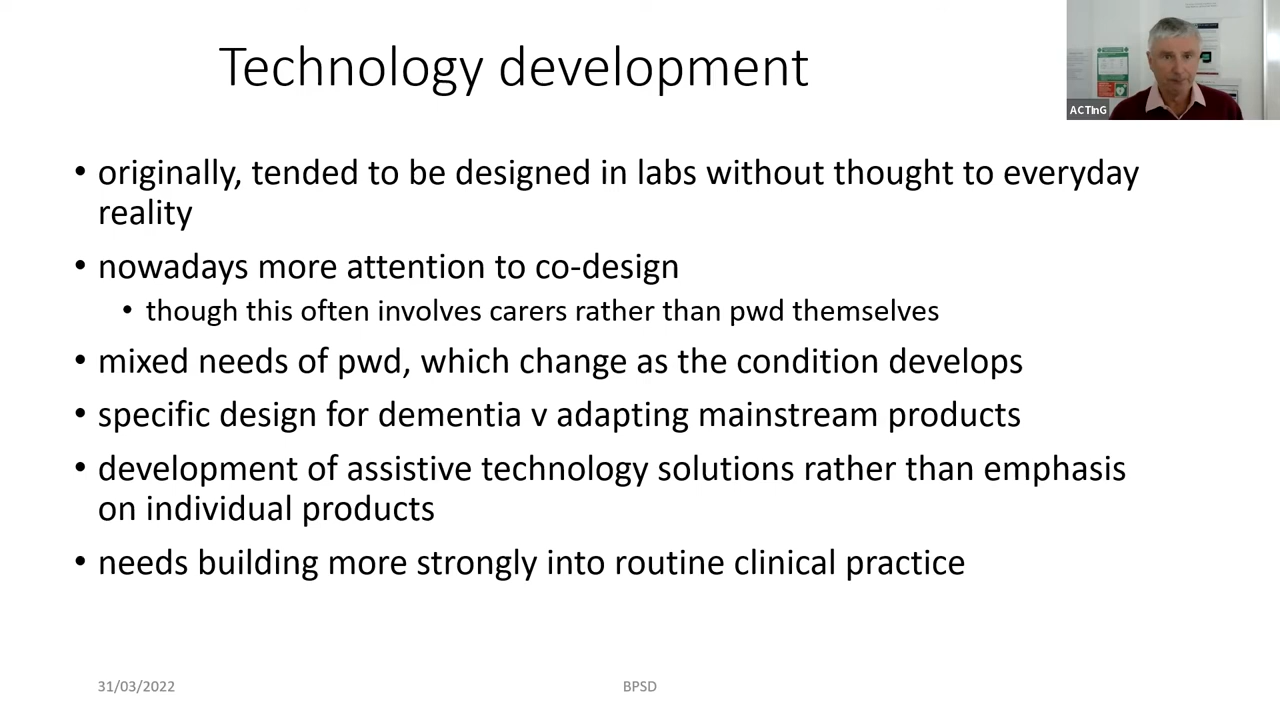 Technology development
ACTInG
• originally, tended to be designed in labs without thought to everyday
reality
• nowadays more attention to co-design
• though this often involves carers rather than pwd themselves
• mixed needs of pwd, which change as the condition develops
• specific design for dementia v adapting mainstream products
• development of assistive technology solutions rather than emphasis
on individual products
• needs building more strongly into routine clinical practice
31/03/2022
BPSD